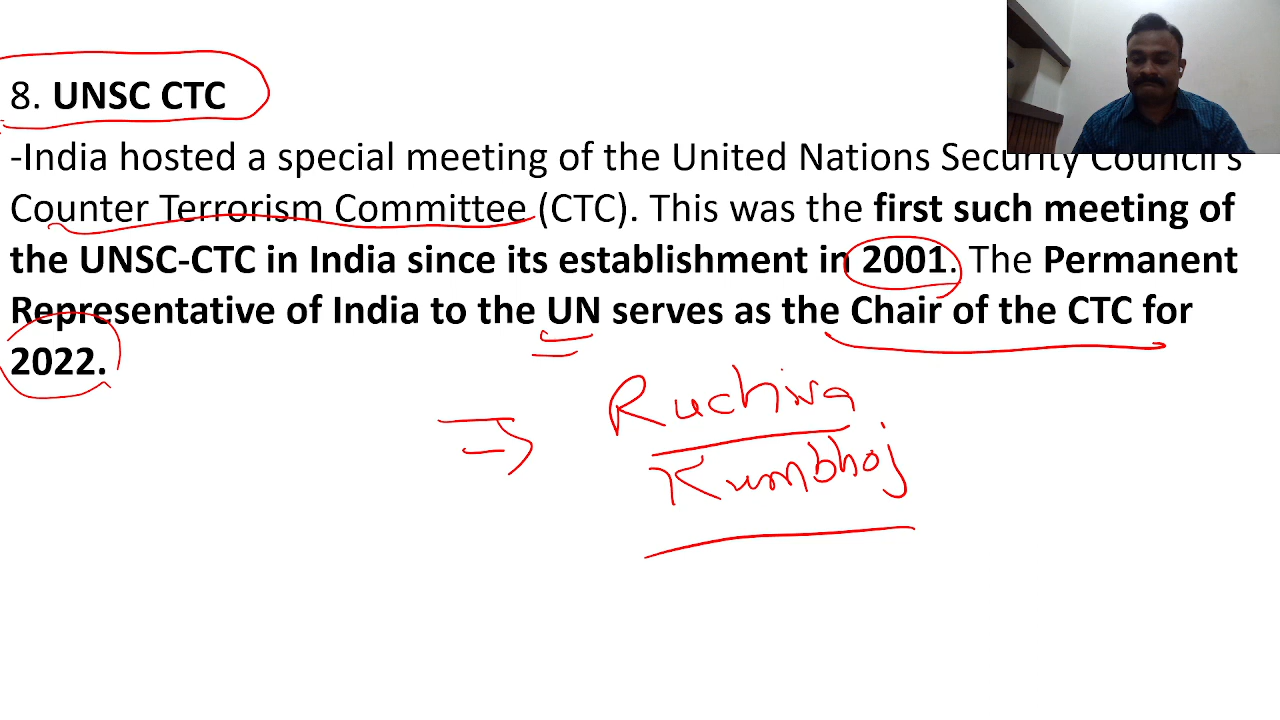 8. UNSC CTC
-India hosted a special meeting of the United Nations Security Council's
Counter Terrorism Committee (CTC). This was the first such meeting of
the UNSC-CTC in India since its establishment in 2001. The Permanent
Representative of India to the UN serves as the Chair of the CTC for
2022.
Ruchira
Kumbhoj